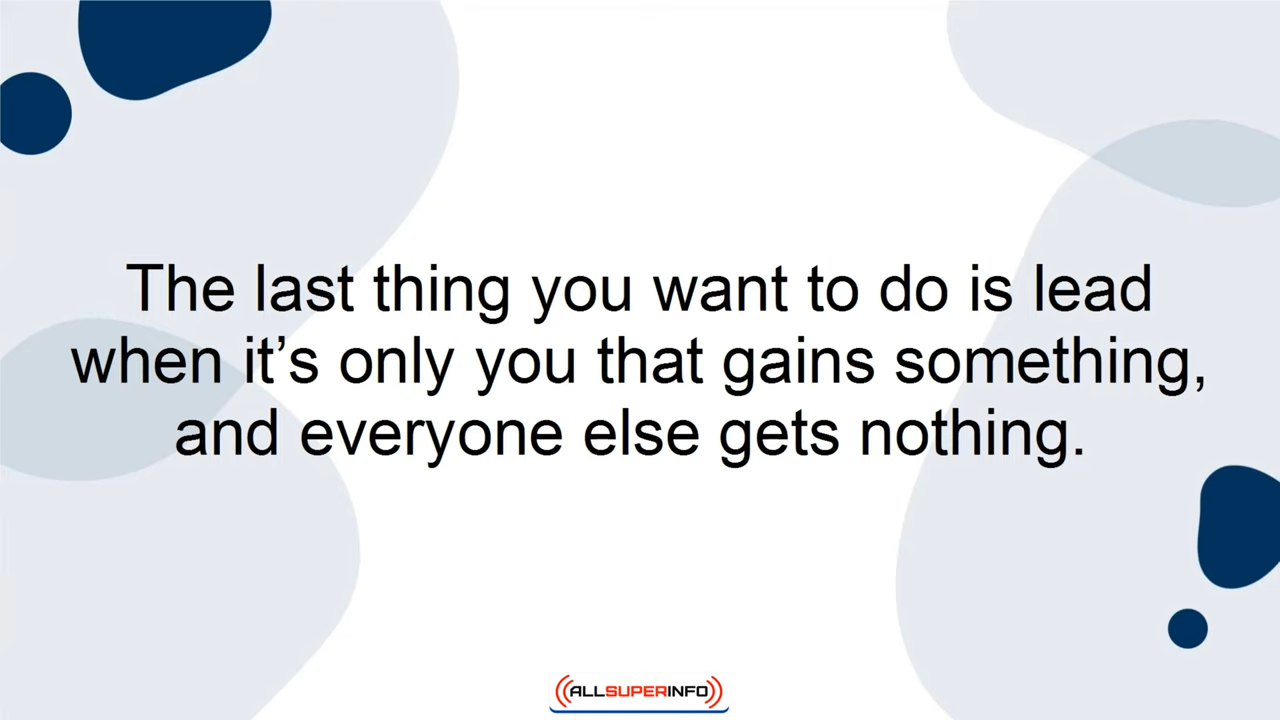 The last thing you want to do is lead
when it’s only you that gains something,
and everyone else gets nothing.
ALLSUPERINFO